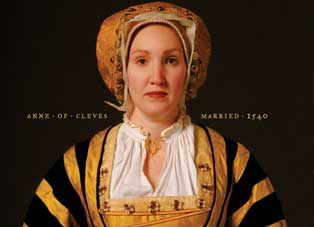 ANNE · OF · CLEVES
MARRIED · 1540